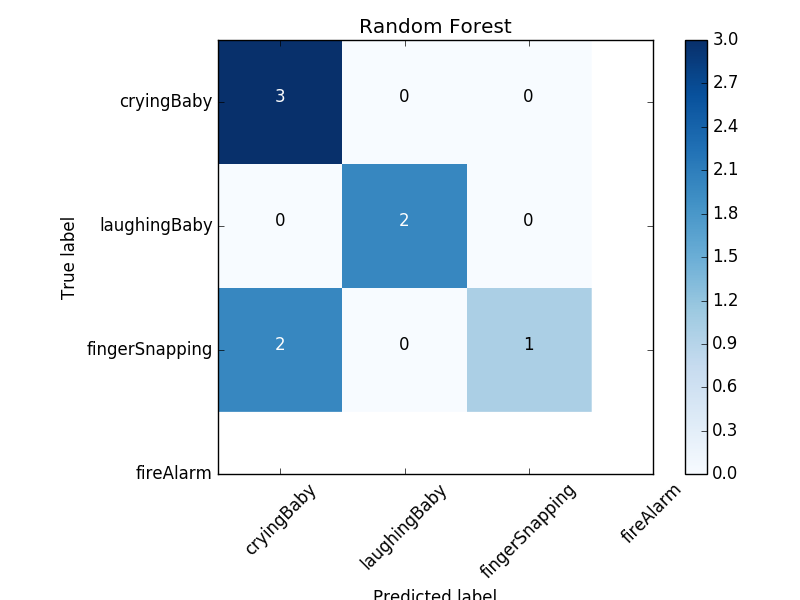 Random Forest
cryingBaby
3
0
0
laughingBaby
0
2
0
fingerSnapping
2
0
1
fireAlarm
True label
cryingBaby
laughingBaby
fingerSnapping
fireAlarm
Predicted label
3.0
2.7
2.4
2.1
1.8
1.5
1.2
0.9
0.6
0.3
0.0